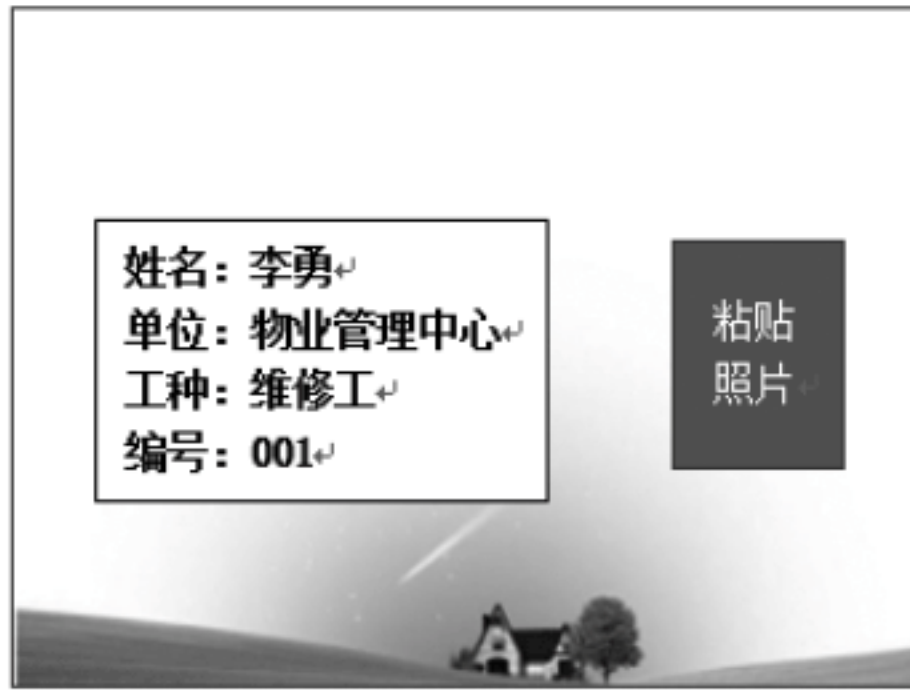 姓名：李勇
单位：物业管理中心
工种：维修工
编号：001
粘贴
照片